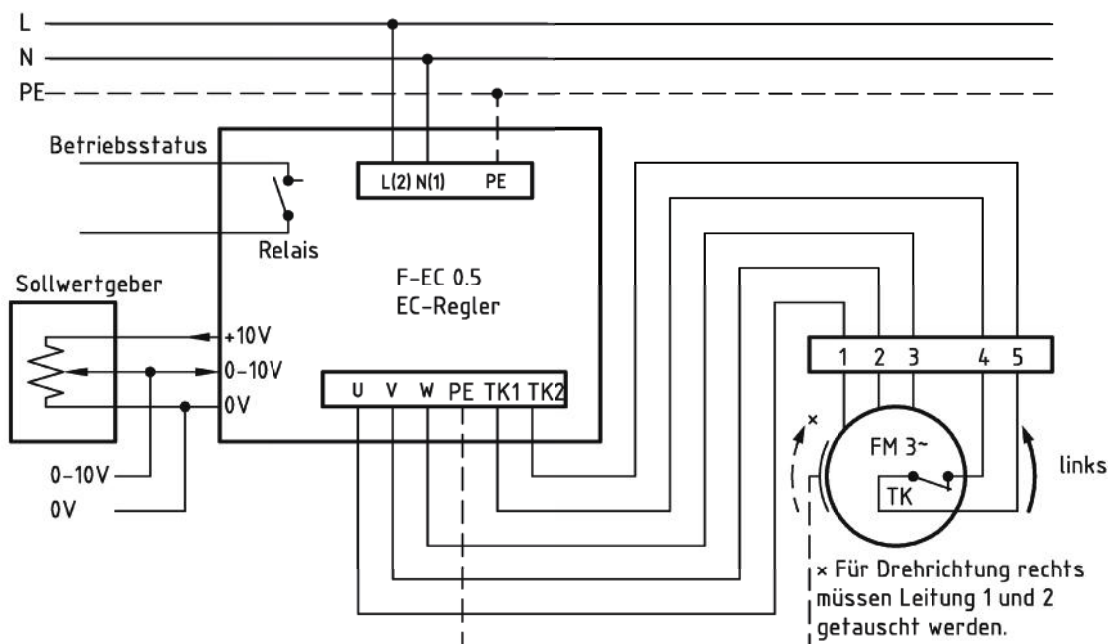 L
N
PE
Betriebsstatus
L(2) N(1) PE
Relais
Sollwertgeber
F-EC 0.5
EC-Regler
+10V
0-10V
0V
U V W PE TK1 TK2
1 2 3 4 5
×
FM 3~
TK
links
0-10V
0V
× Für Drehrichtung rechts
müssen Leitung 1 und 2
getauscht werden.